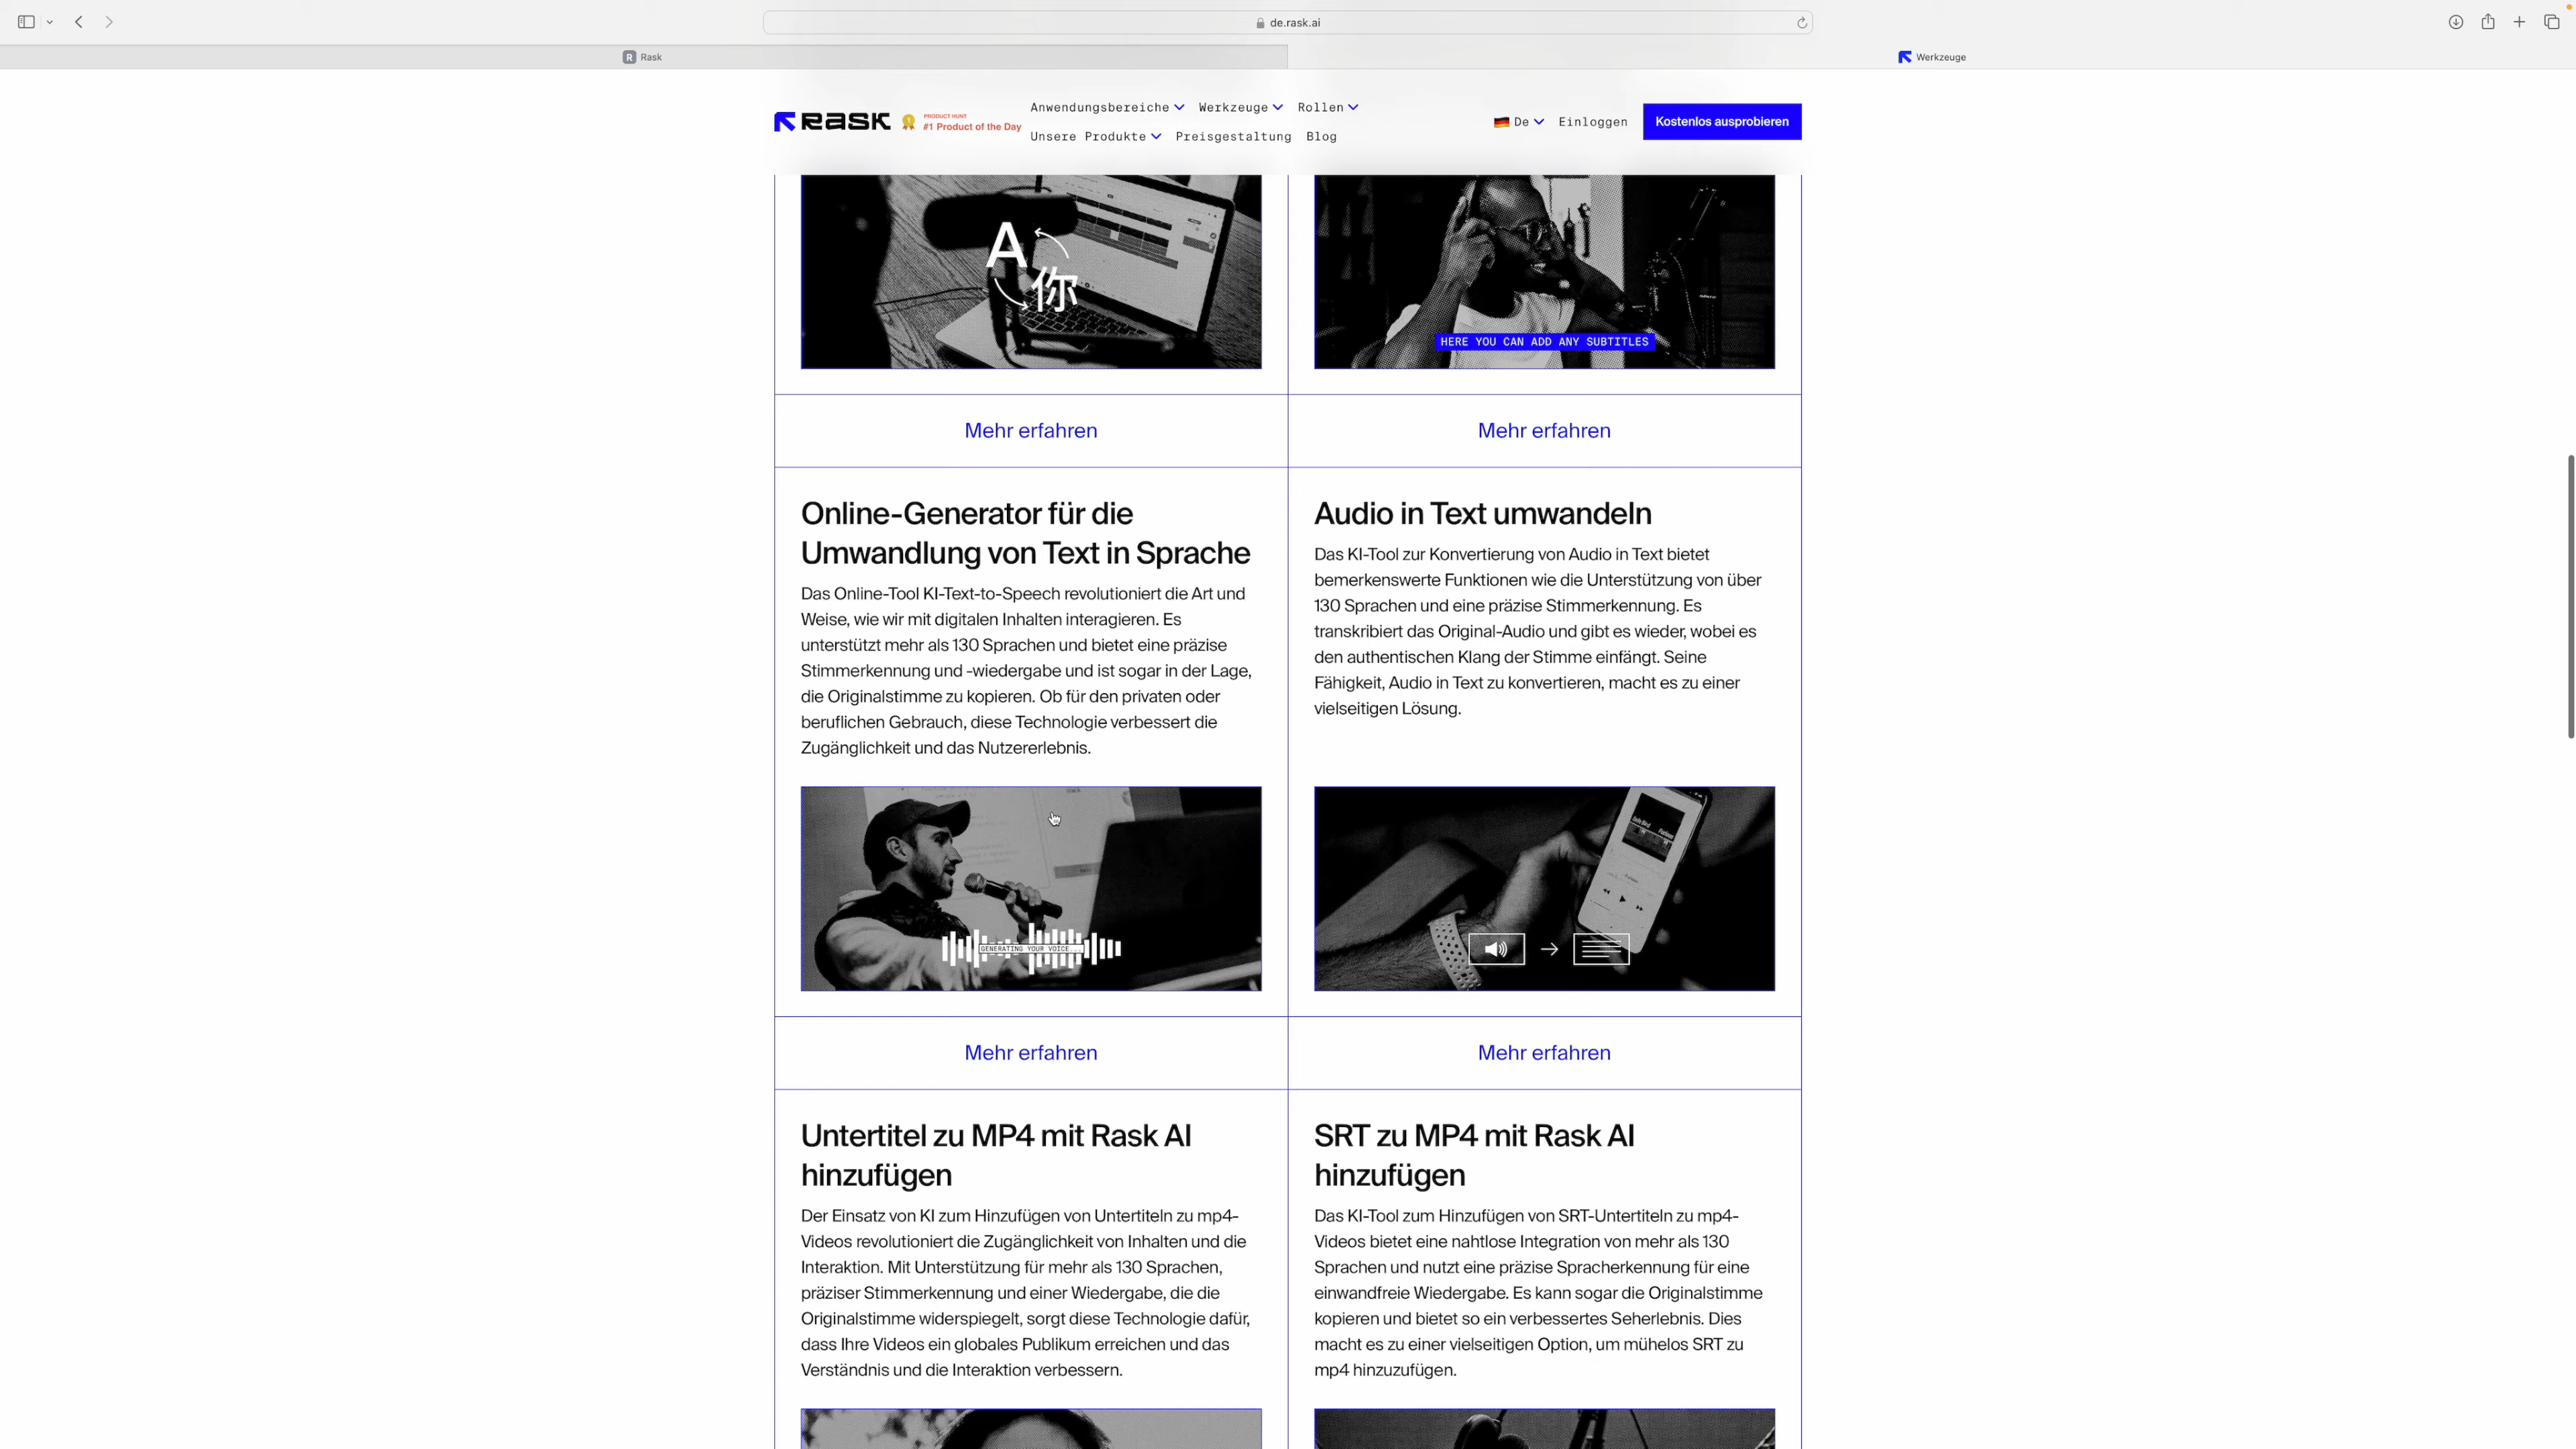 de.rask.ai
R Rask
Werkzeuge
Rask
PRODUCT HUNT
#1 Product of the Day
Anwendungsbereiche Werkzeuge Rollen
Unsere Produkte Preisgestaltung Blog
De Einloggen Kostenlos ausprobieren
A
你
HERE YOU CAN ADD ANY SUBTITLES
Mehr erfahren
Mehr erfahren
Online-Generator für die
Umwandlung von Text in Sprache
Das Online-Tool KI-Text-to-Speech revolutioniert die Art und
Weise, wie wir mit digitalen Inhalten interagieren. Es
unterstützt mehr als 130 Sprachen und bietet eine präzise
Stimmerkennung und -wiedergabe und ist sogar in der Lage,
die Originalstimme zu kopieren. Ob für den privaten oder
beruflichen Gebrauch, diese Technologie verbessert die
Zugänglichkeit und das Nutzererlebnis.
GENERATING YOUR VOICE...
Audio in Text umwandeln
Das KI-Tool zur Konvertierung von Audio in Text bietet
bemerkenswerte Funktionen wie die Unterstützung von über
130 Sprachen und eine präzise Stimmerkennung. Es
transkribiert das Original-Audio und gibt es wieder, wobei es
den authentischen Klang der Stimme einfängt. Seine
Fähigkeit, Audio in Text zu konvertieren, macht es zu einer
vielseitigen Lösung.
Mehr erfahren
Mehr erfahren
Untertitel zu MP4 mit Rask AI
hinzufügen
Der Einsatz von KI zum Hinzufügen von Untertiteln zu mp4-
Videos revolutioniert die Zugänglichkeit von Inhalten und die
Interaktion. Mit Unterstützung für mehr als 130 Sprachen,
präziser Stimmerkennung und einer Wiedergabe, die die
Originalstimme widerspiegelt, sorgt diese Technologie dafür,
dass Ihre Videos ein globales Publikum erreichen und das
Verständnis und die Interaktion verbessern.
SRT zu MP4 mit Rask AI
hinzufügen
Das KI-Tool zum Hinzufügen von SRT-Untertiteln zu mp4-
Videos bietet eine nahtlose Integration von mehr als 130
Sprachen und nutzt eine präzise Spracherkennung für eine
einwandfreie Wiedergabe. Es kann sogar die Originalstimme
kopieren und bietet so ein verbessertes Seherlebnis. Dies
macht es zu einer vielseitigen Option, um mühelos SRT zu
mp4 hinzuzufügen.